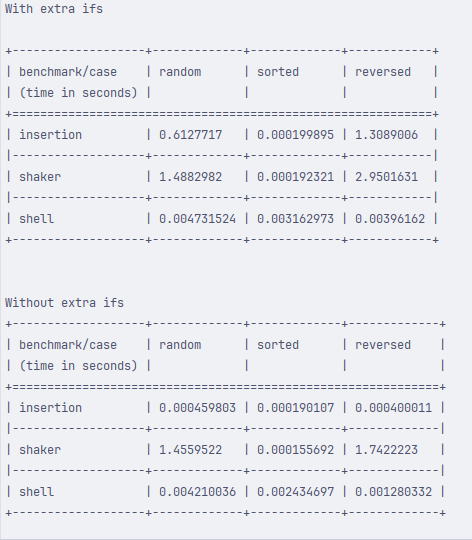 With extra ifs
+-------------------+-------------+-------------+------------+
| benchmark/case    | random      | sorted      | reversed   |
| (time in seconds) |             |             |            |
+============================================================+
| insertion         | 0.6127717   | 0.000199895 | 1.3089006  |
|-------------------+-------------+-------------+------------|
| shaker            | 1.4882982   | 0.000192321 | 2.9501631  |
|-------------------+-------------+-------------+------------|
| shell             | 0.004731524 | 0.003162973 | 0.00396162 |
+-------------------+-------------+-------------+------------+
Without extra ifs
+-------------------+-------------+-------------+-------------+
| benchmark/case    | random      | sorted      | reversed    |
| (time in seconds) |             |             |             |
+=============================================================+
| insertion         | 0.000459803 | 0.000190107 | 0.000400011 |
|-------------------+-------------+-------------+-------------|
| shaker            | 1.4559522   | 0.000155692 | 1.7422223   |
|-------------------+-------------+-------------+-------------|
| shell             | 0.004210036 | 0.002434697 | 0.001280332 |
+-------------------+-------------+-------------+-------------+